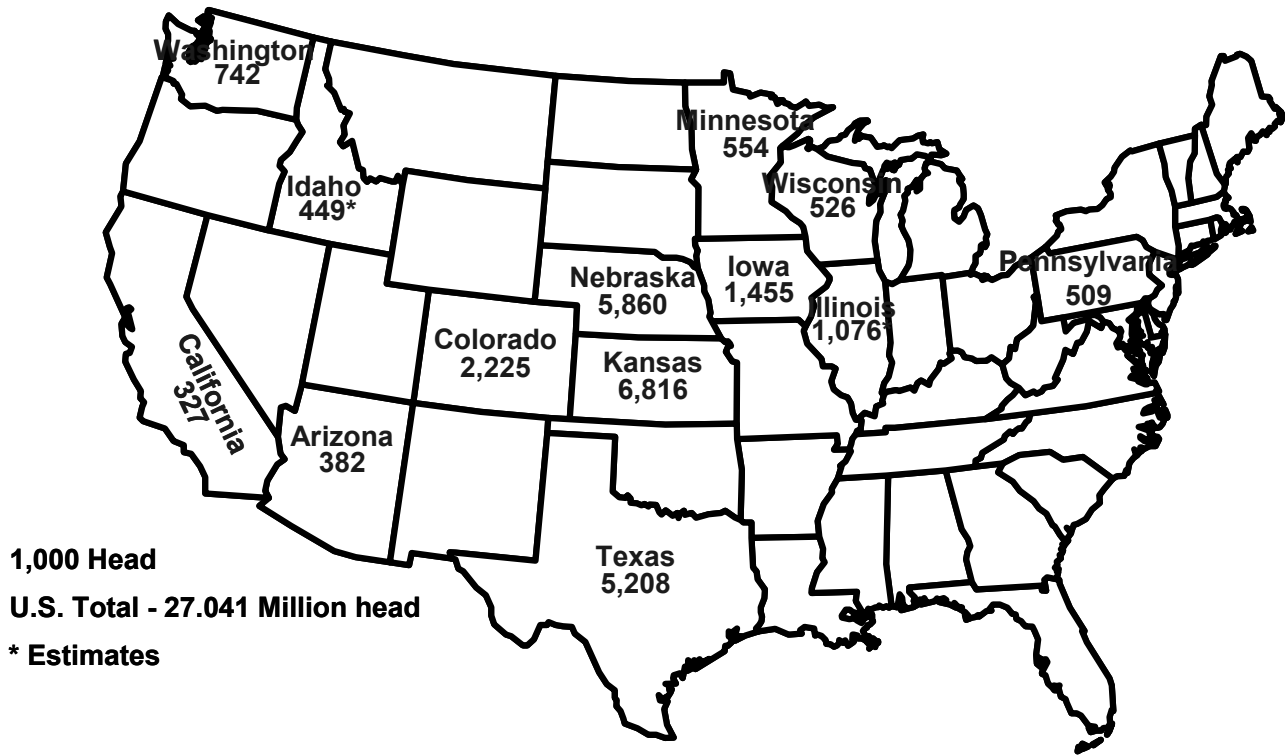 Washington
742
Minnesota
554
Idaho
449*
Wisconsin
526
Pennsylvania
509
Nebraska
5,860
Iowa
1,455
Illinois
1,076*
Colorado
2,225
Kansas
6,816
California
327
Arizona
382
Texas
5,208
1,000 Head
U.S. Total - 27.041 Million head
* Estimates